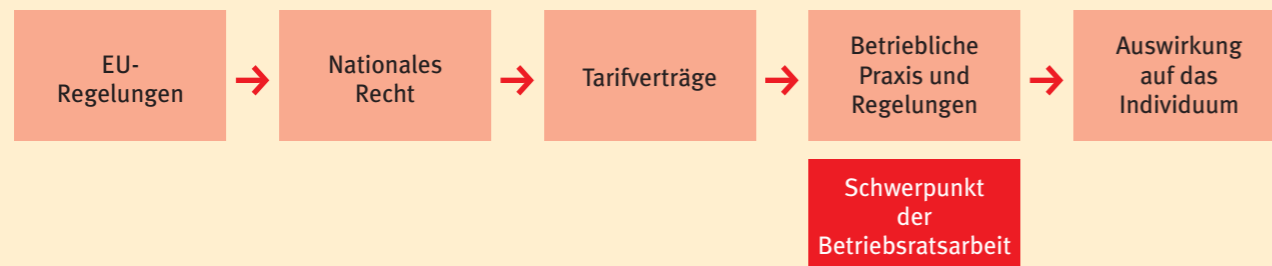 EU-
Regelungen
Nationales
Recht
Tarifverträge
Betriebliche
Praxis und
Regelungen
Auswirkung
auf das
Individuum
Schwerpunkt
der
Betriebsratsarbeit